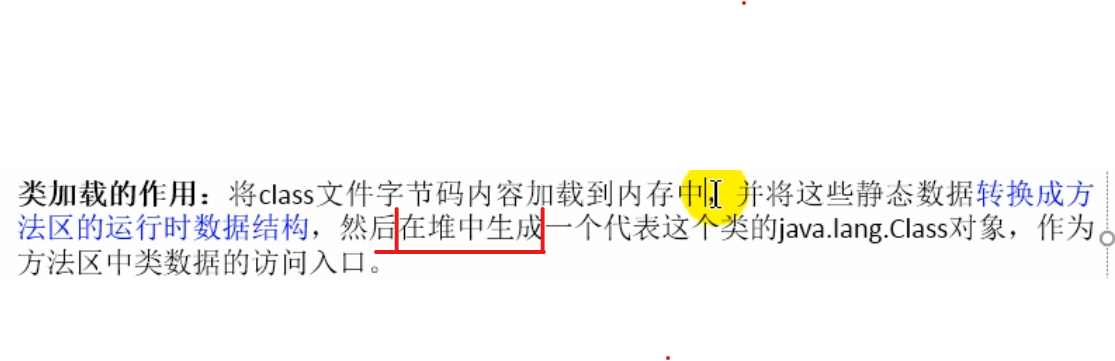 类加载的作用：将class文件字节码内容加载到内存中，并将这些静态数据转换成方
法区的运行时数据结构，然后在堆中生成一个代表这个类的java.lang.Class对象，作为
方法区中类数据的访问入口。